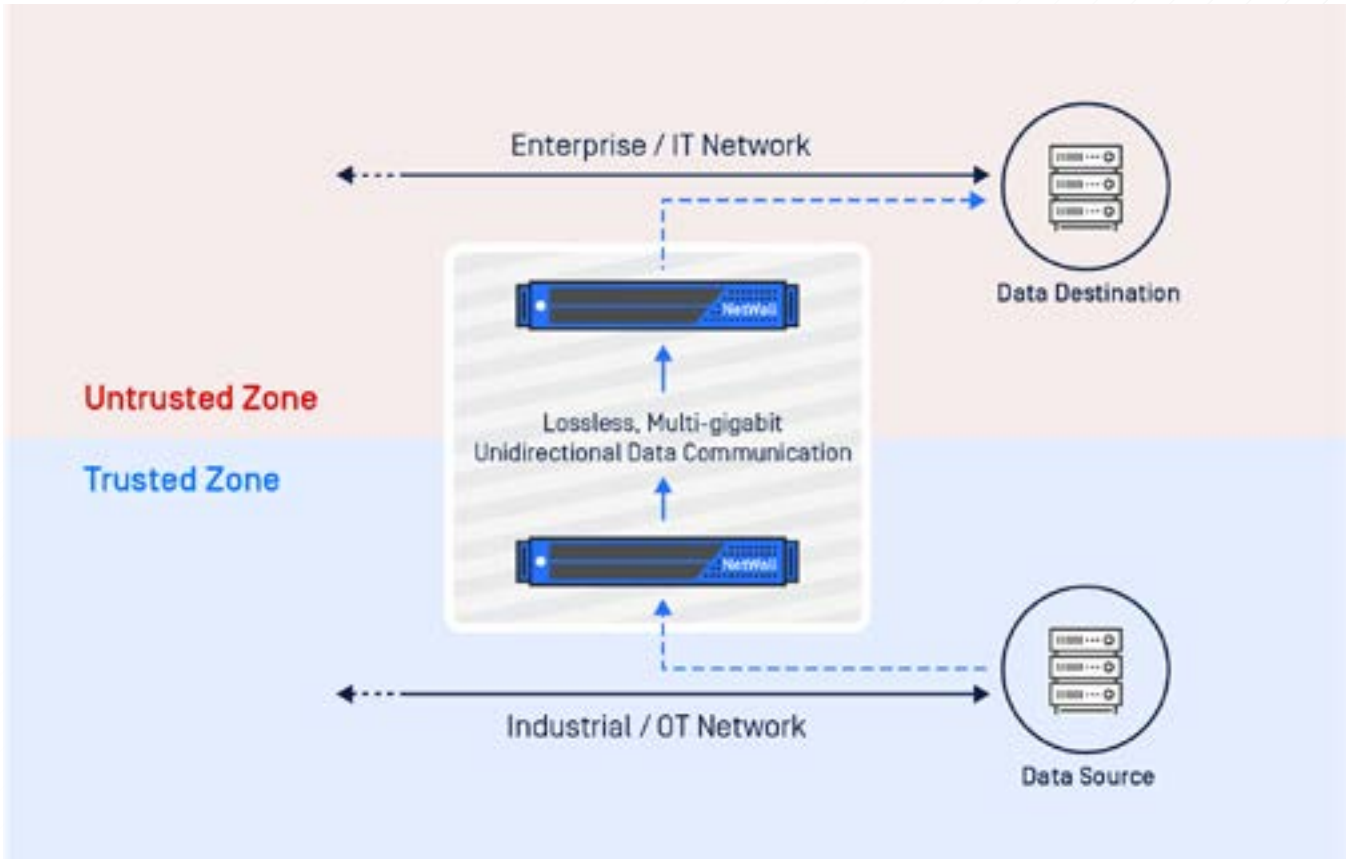 Enterprise / IT Network
Data Destination
NetWall
Untrusted Zone
Lossless, Multi-gigabit
Unidirectional Data Communication
Trusted Zone
NetWall
Industrial / OT Network
Data Source